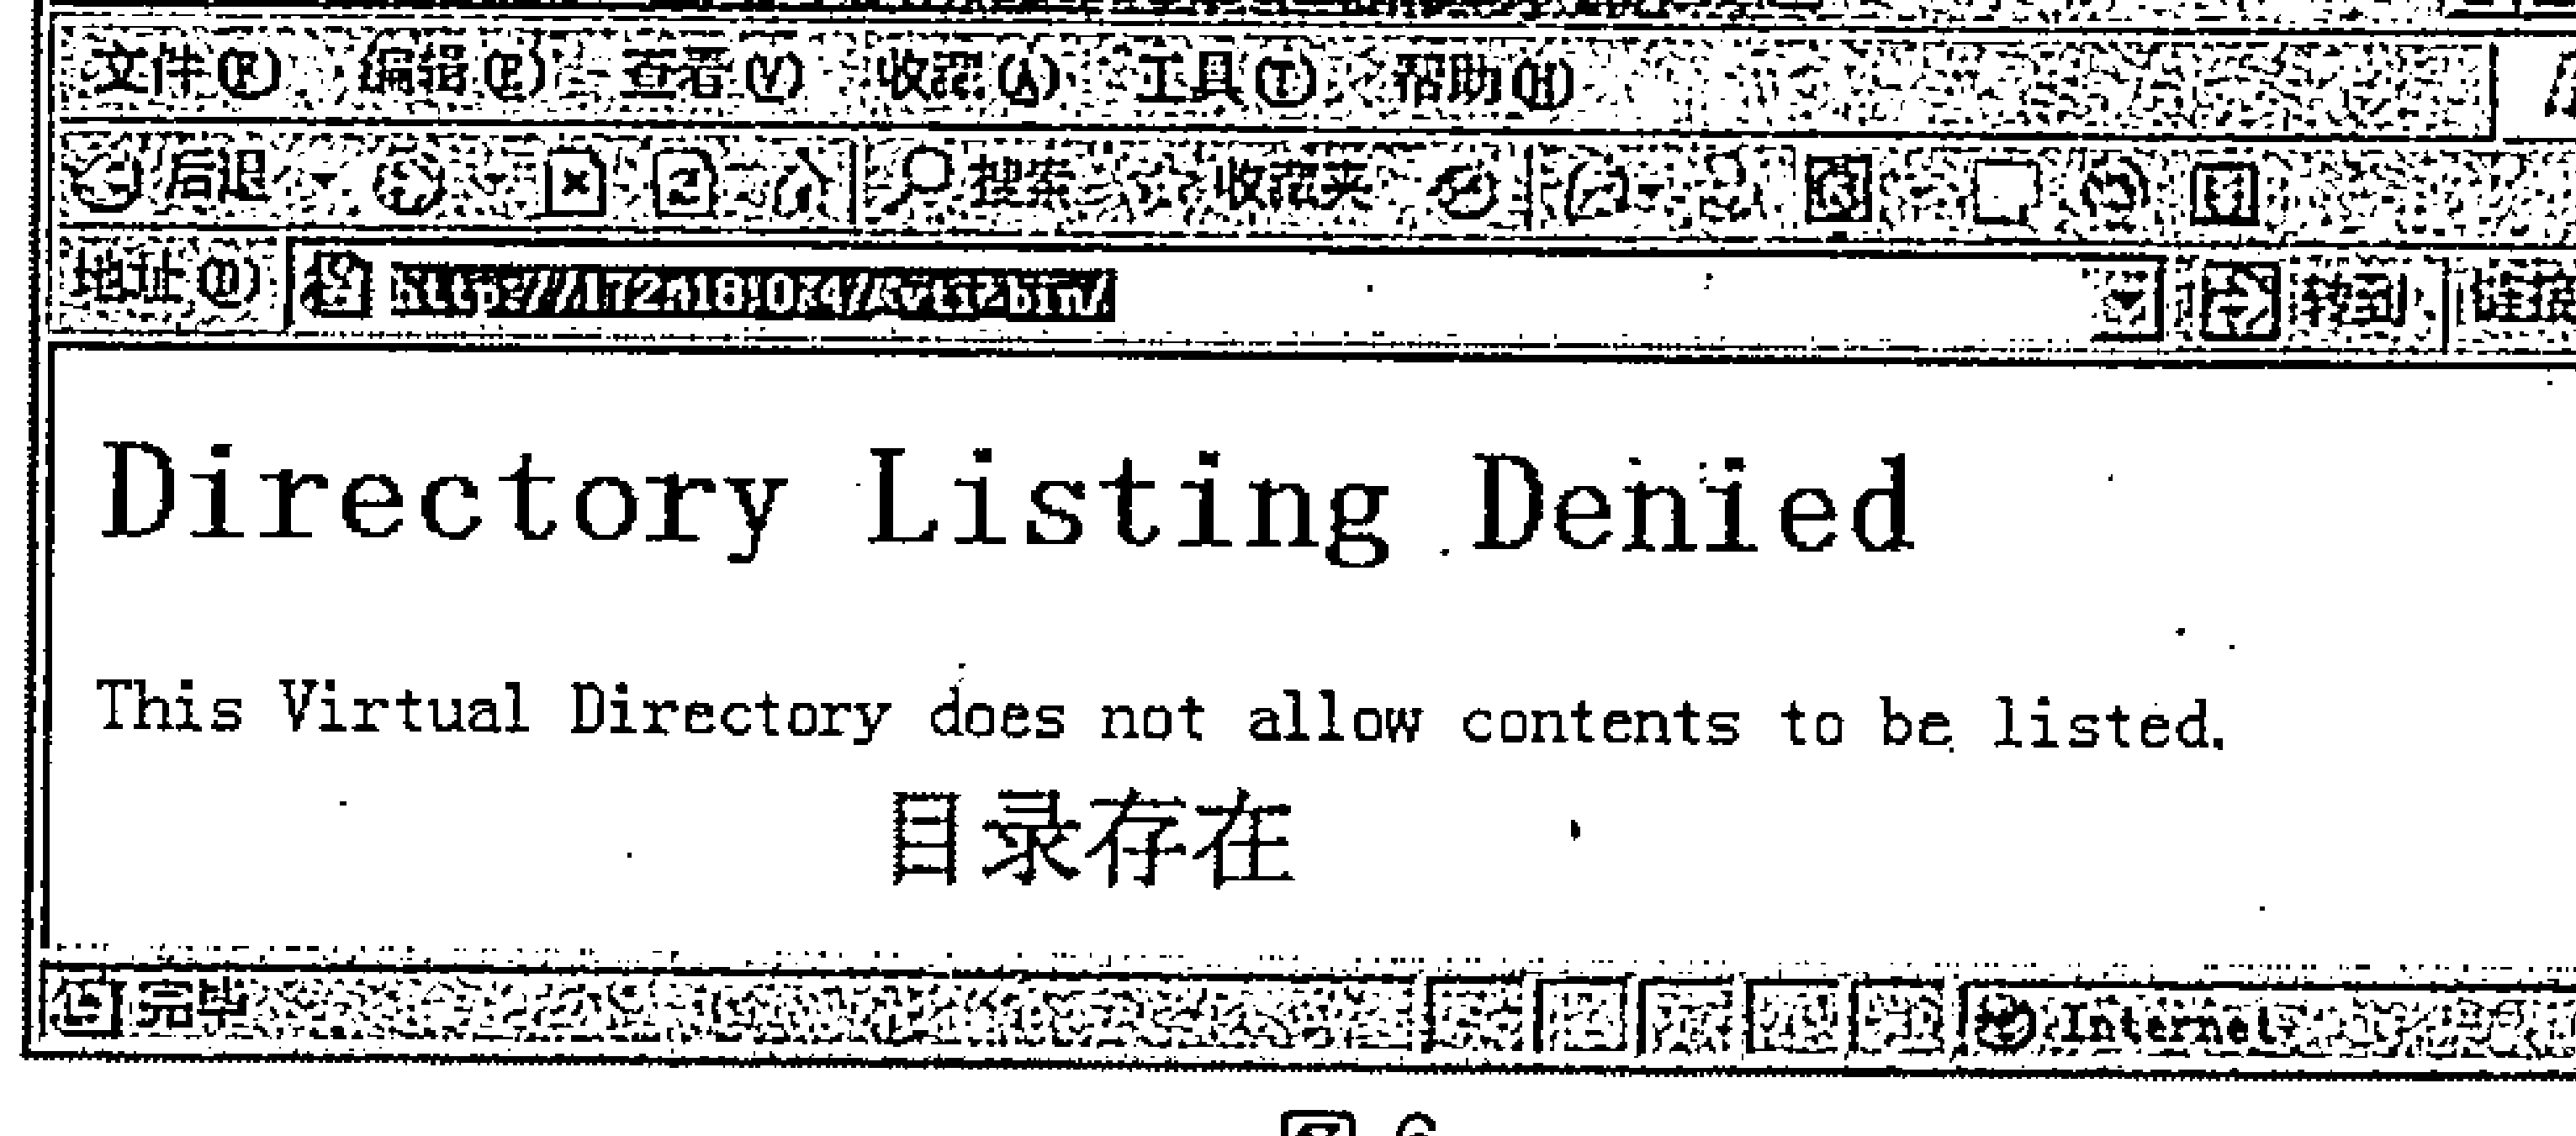 文件(F) 编辑(E) 查看(V) 收藏(A) 工具(T) 帮助(H)
后退 搜索 收藏夹
地址(D) 转到 链接
Directory Listing Denied
This Virtual Directory does not allow contents to be listed.
目录存在
完毕 Internet